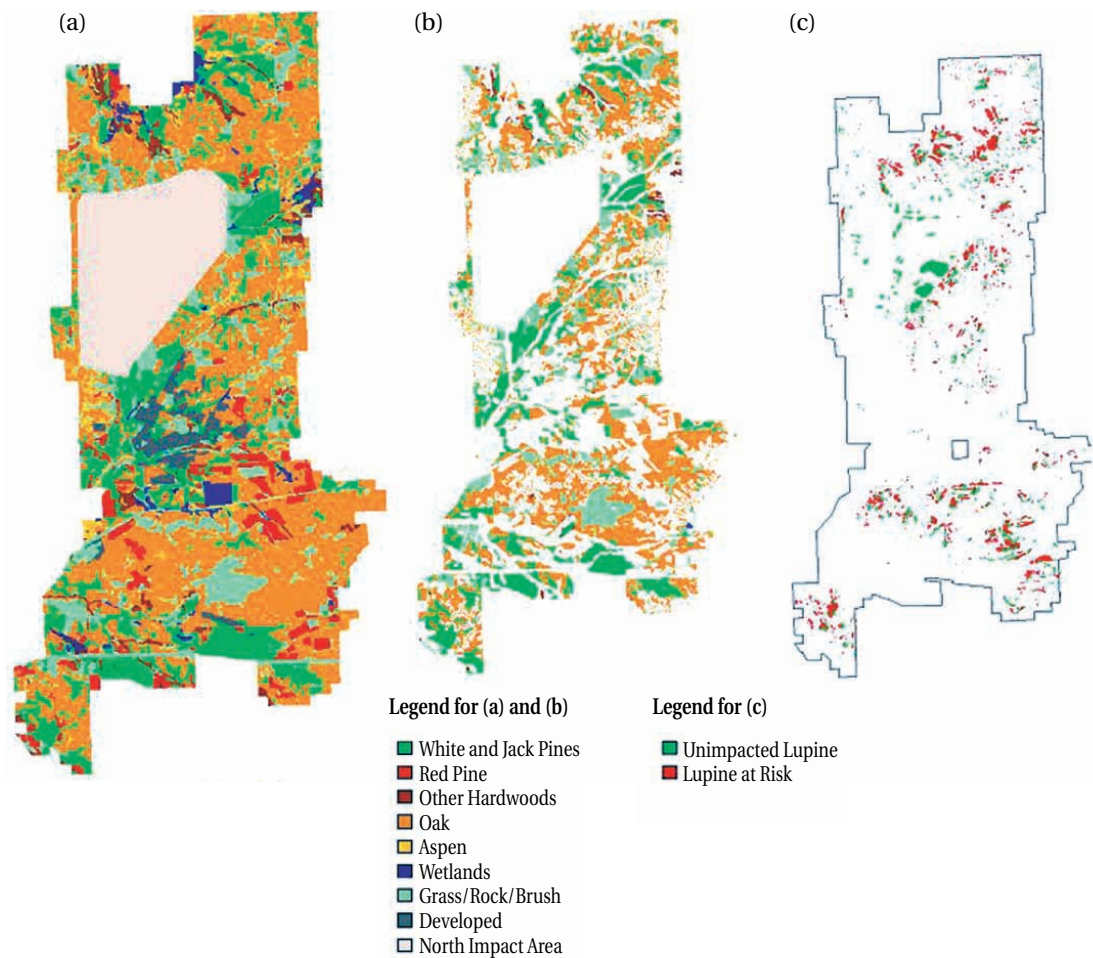 (a)
(b)
(c)
Legend for (a) and (b)
White and Jack Pines
Red Pine
Other Hardwoods
Oak
Aspen
Wetlands
Grass/Rock/Brush
Developed
North Impact Area
Legend for (c)
Unimpacted Lupine
Lupine at Risk